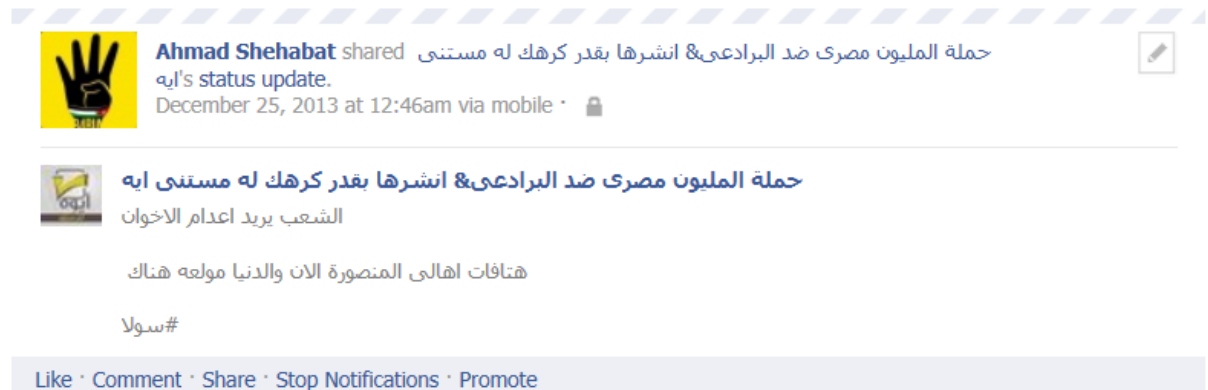 Ahmad Shehabat shared حملة المليون مصرى ضد البرادعى& انشرها بقدر كرهك له مستنى
ايه's status update.
December 25, 2013 at 12:46am via mobile ·
حملة المليون مصرى ضد البرادعى& انشرها بقدر كرهك له مستنى ايه
الشعب يريد اعدام الاخوان
هتافات اهالى المنصورة الان والدنيا مولعه هناك
#سولا
Like · Comment · Share · Stop Notifications · Promote